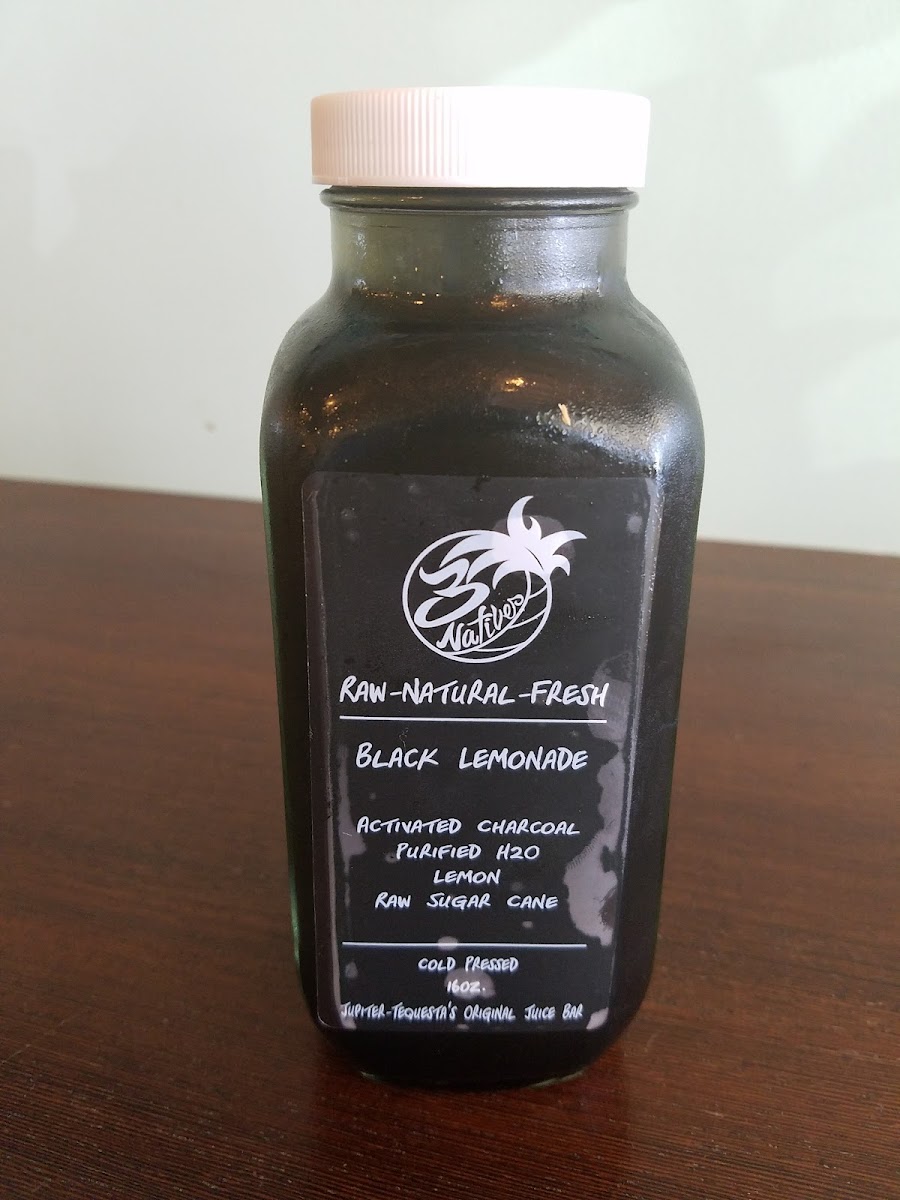 3
Natives
RAW-NATURAL-FRESH
BLACK LEMONADE
ACTIVATED CHARCOAL
PURIFIED H2O
LEMON
RAW SUGAR CANE
COLD PRESSED
16OZ.
JUPITER-TEQUESTA'S ORIGINAL JUICE BAR